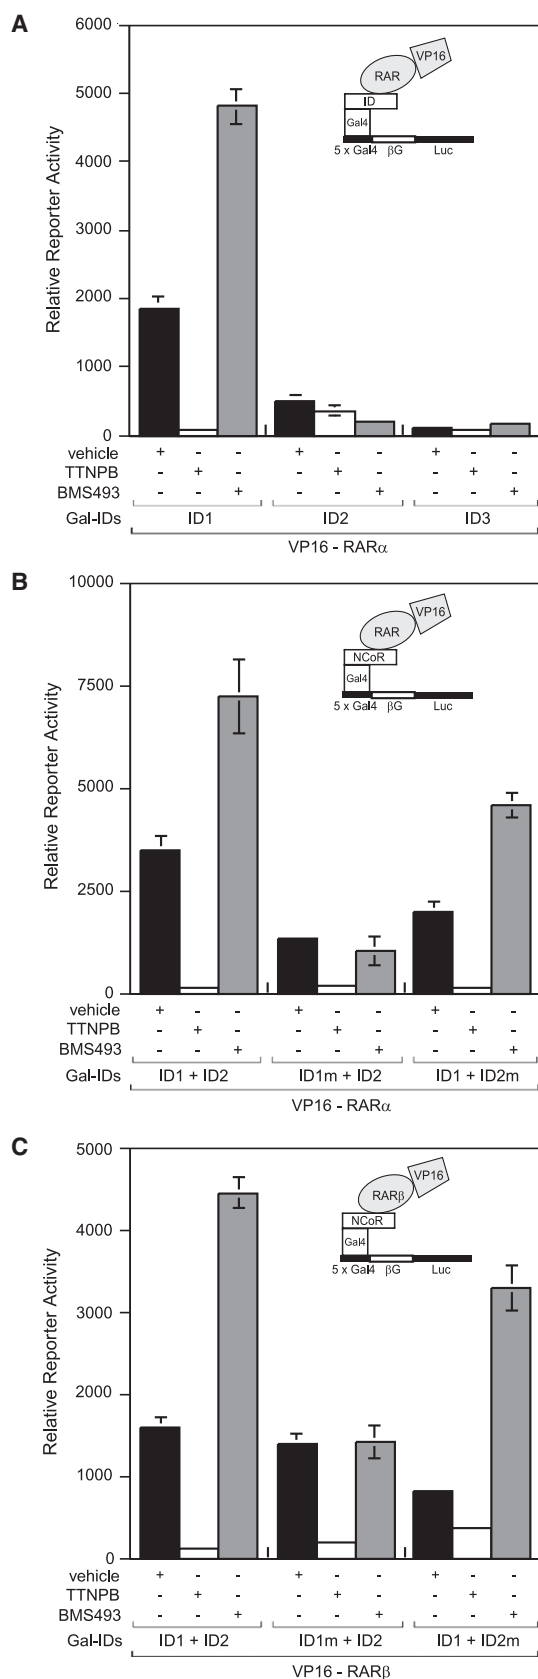 A
Relative Reporter Activity
6000
5000
4000
3000
2000
1000
0
VP16
RAR
ID
Gal4
5 x Gal4 βG Luc
vehicle + - - + - - + - -
TTNPB - + - - + - - + -
BMS493 - - + - - + - - +
Gal-IDs ID1 ID2 ID3
VP16 - RARα
B
Relative Reporter Activity
10000
7500
5000
2500
0
VP16
RAR
NCoR
Gal4
5 x Gal4 βG Luc
vehicle + - - + - - + - -
TTNPB - + - - + - - + -
BMS493 - - + - - + - - +
Gal-IDs ID1 + ID2 ID1m + ID2 ID1 + ID2m
VP16 - RARα
C
Relative Reporter Activity
5000
4000
3000
2000
1000
0
VP16
RARβ
NCoR
Gal4
5 x Gal4 βG Luc
vehicle + - - + - - + - -
TTNPB - + - - + - - + -
BMS493 - - + - - + - - +
Gal-IDs ID1 + ID2 ID1m + ID2 ID1 + ID2m
VP16 - RARβ